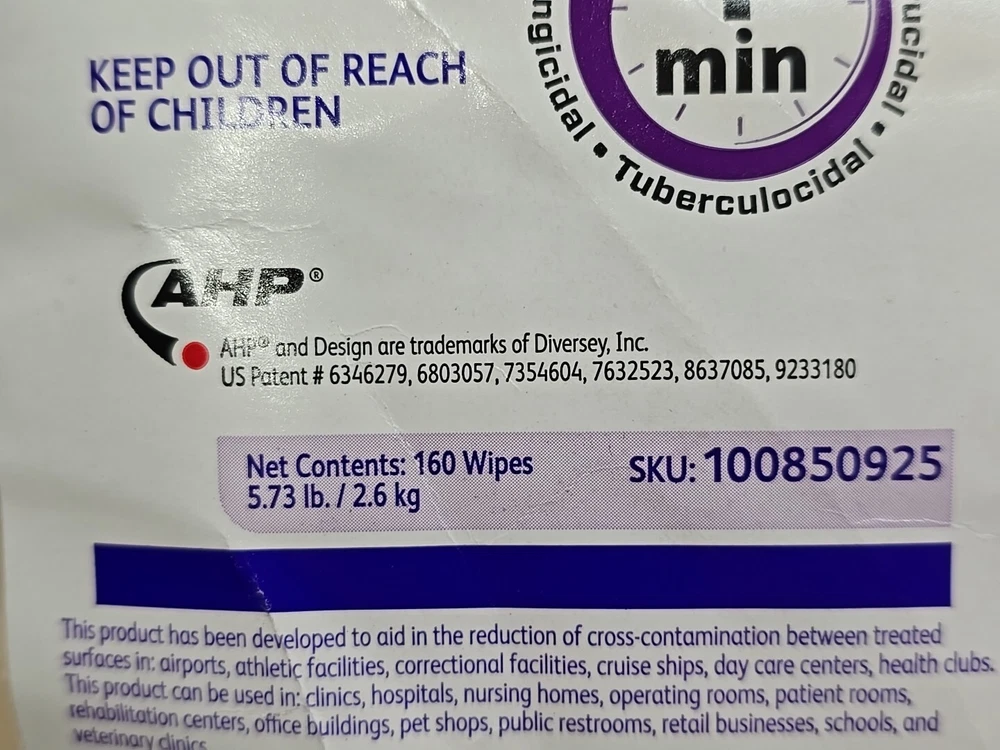 KEEP OUT OF REACH
OF CHILDREN
min
Tuberculocidal
AHP®
AHP® and Design are trademarks of Diversey, Inc.
US Patent # 6346279, 6803057, 7354604, 7632523, 8637085, 9233180
Net Contents: 160 Wipes
5.73 lb. / 2.6 kg
SKU: 100850925
This product has been developed to aid in the reduction of cross-contamination between treated
surfaces in: airports, athletic facilities, correctional facilities, cruise ships, day care centers, health clubs.
This product can be used in: clinics, hospitals, nursing homes, operating rooms, patient rooms,
rehabilitation centers, office buildings, pet shops, public restrooms, retail businesses, schools, and
veterinary clinics